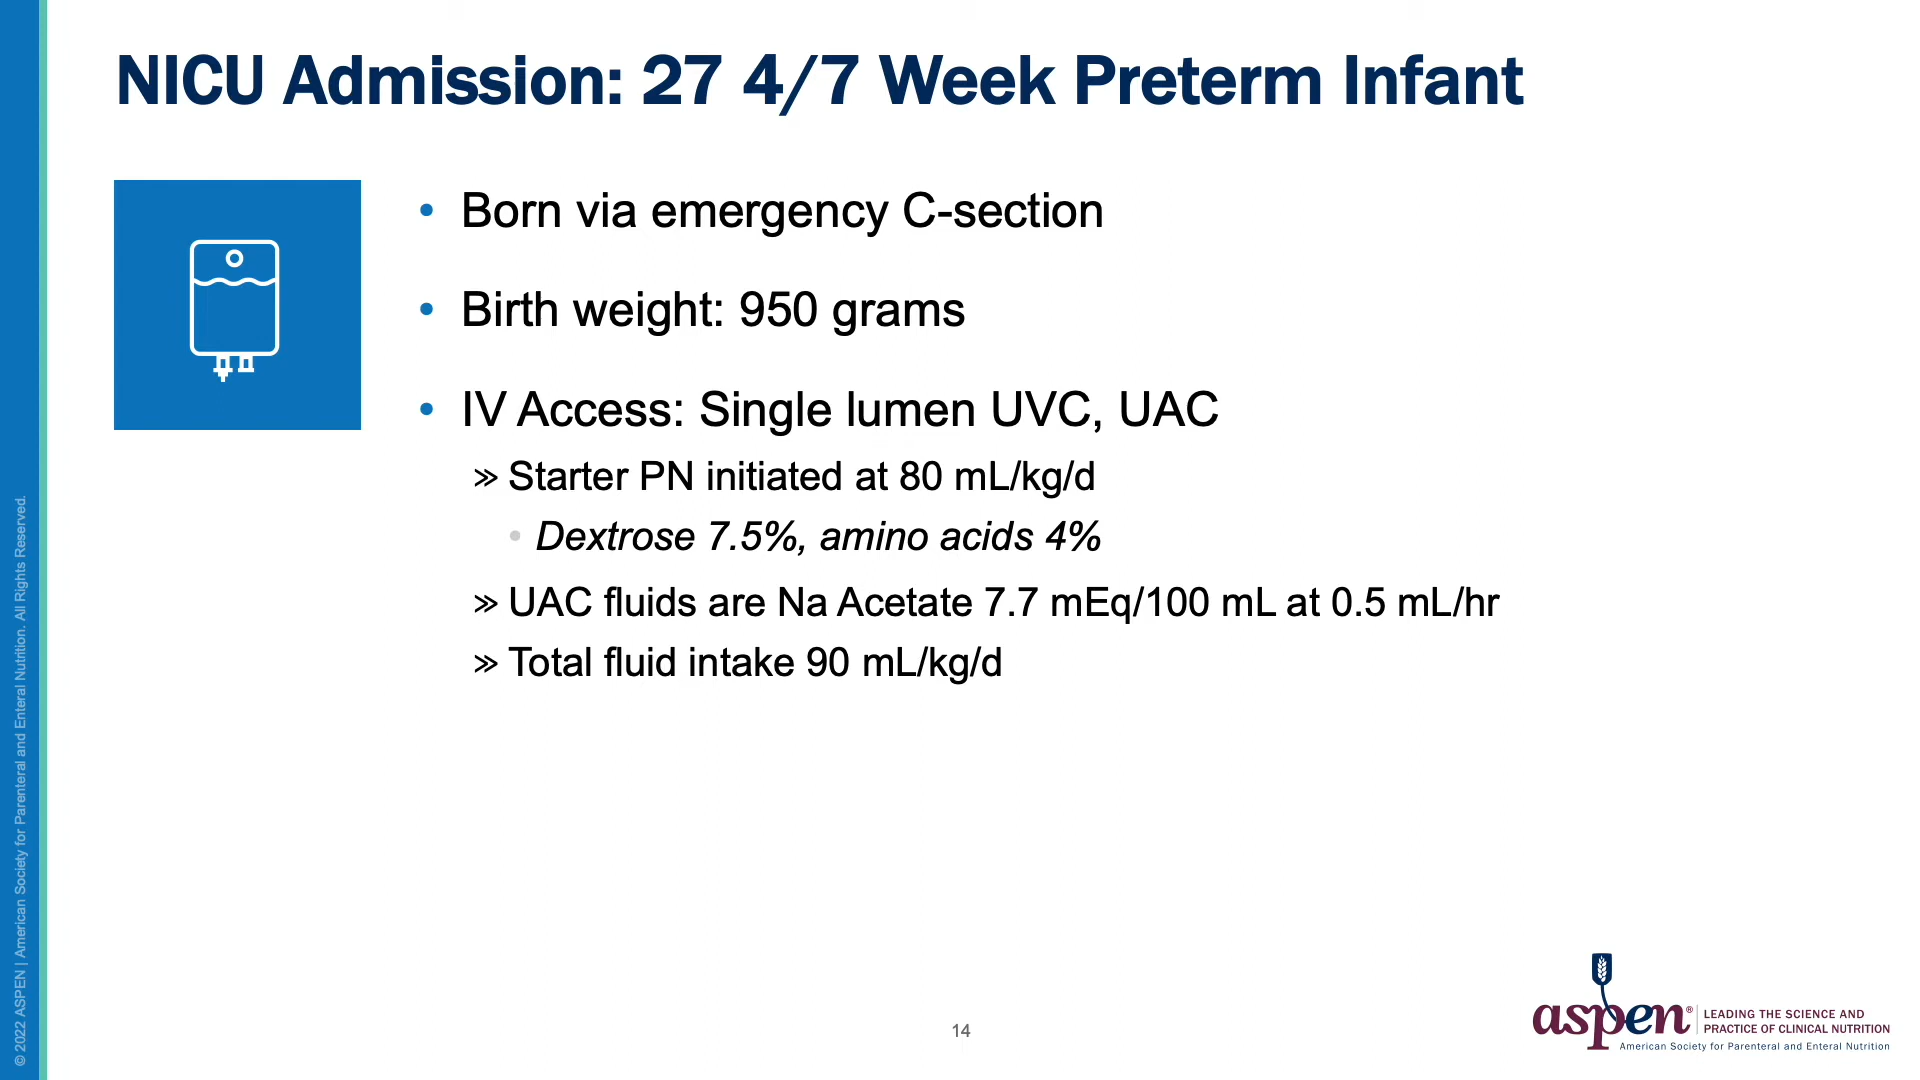 NICU Admission: 27 4/7 Week Preterm Infant
• Born via emergency C-section
• Birth weight: 950 grams
• IV Access: Single lumen UVC, UAC
» Starter PN initiated at 80 mL/kg/d
• Dextrose 7.5%, amino acids 4%
» UAC fluids are Na Acetate 7.7 mEq/100 mL at 0.5 mL/hr
» Total fluid intake 90 mL/kg/d
© 2022 ASPEN | American Society for Parenteral and Enteral Nutrition. All Rights Reserved.
14
aspen®
LEADING THE SCIENCE AND
PRACTICE OF CLINICAL NUTRITION
American Society for Parenteral and Enteral Nutrition